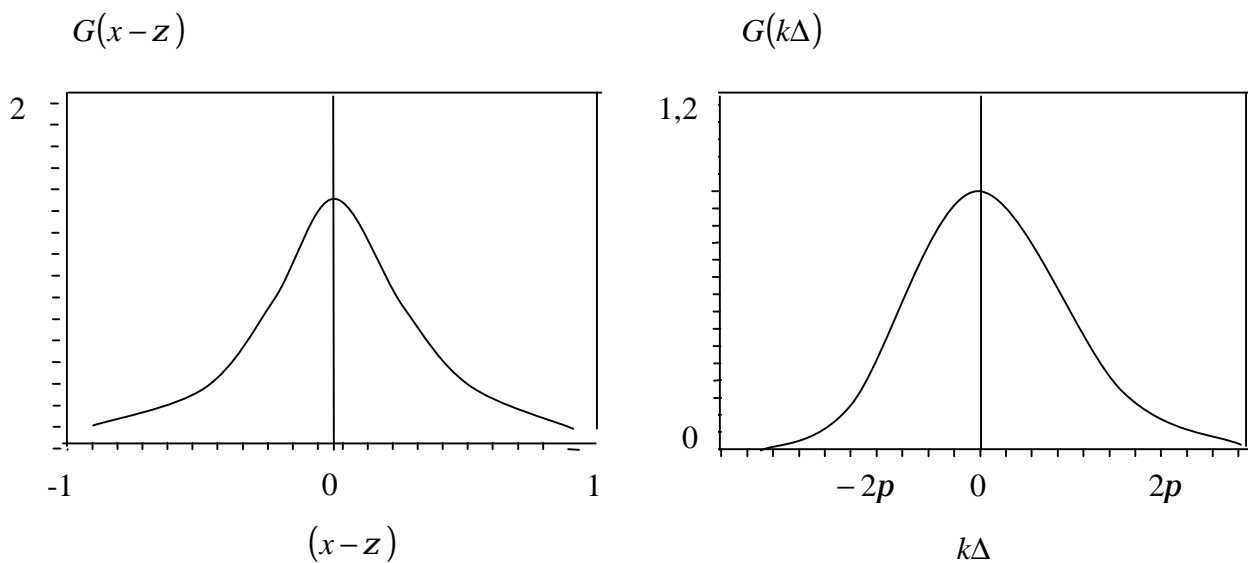 G(x − z)
G(kΔ)
2
1,2
0
-1
0
1
− 2p
0
2p
(x − z)
kΔ